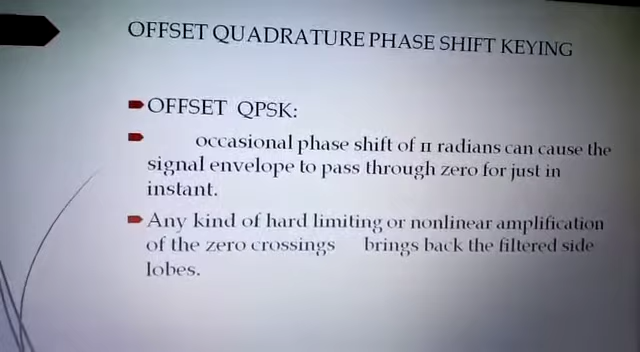 OFFSET QUADRATURE PHASE SHIFT KEYING
OFFSET QPSK:
occasional phase shift of π radians can cause the
signal envelope to pass through zero for just in
instant.
Any kind of hard limiting or nonlinear amplification
of the zero crossings brings back the filtered side
lobes.